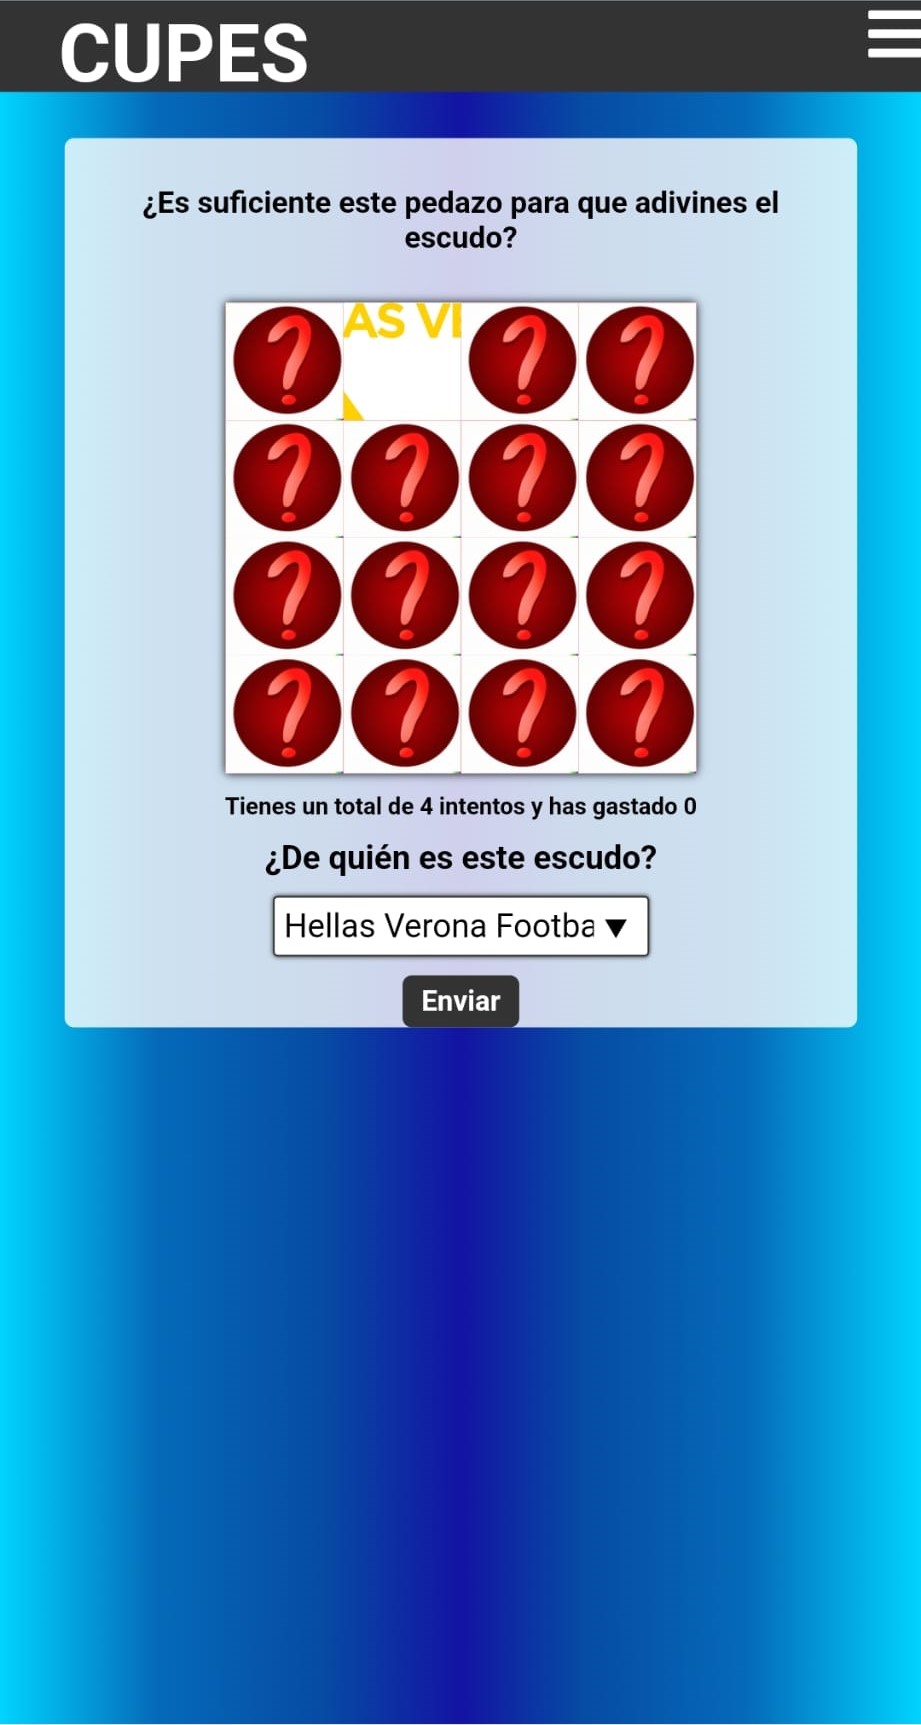 CUPES
¿Es suficiente este pedazo para que adivines el
escudo?
AS VE
Tienes un total de 4 intentos y has gastado 0
¿De quién es este escudo?
Hellas Verona Footba ▼
Enviar